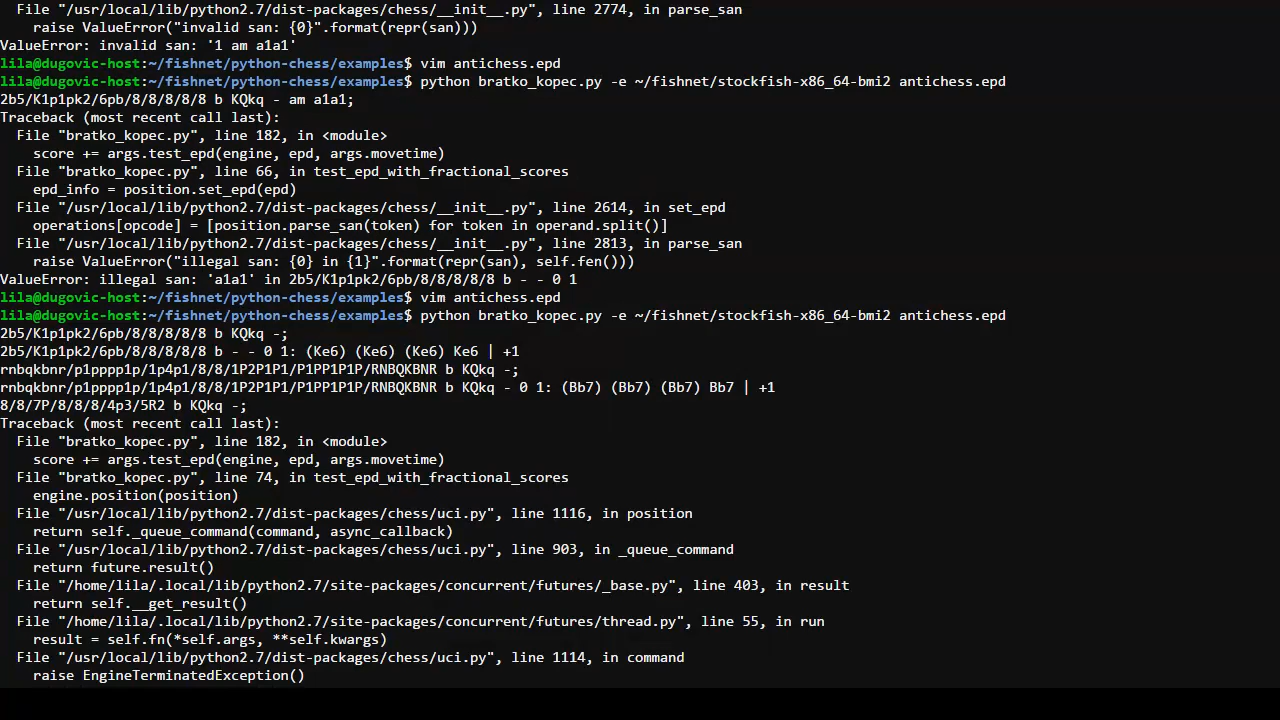 File "/usr/local/lib/python2.7/dist-packages/chess/__init__.py", line 2774, in parse_san
    raise ValueError("invalid san: {0}".format(repr(san)))
ValueError: invalid san: '1 am a1a1'
lila@dugovic-host:~/fishnet/python-chess/examples$ vim antichess.epd
lila@dugovic-host:~/fishnet/python-chess/examples$ python bratko_kopec.py -e ~/fishnet/stockfish-x86_64-bmi2 antichess.epd
2b5/K1p1pk2/6pb/8/8/8/8/8 b KQkq - am a1a1;
Traceback (most recent call last):
  File "bratko_kopec.py", line 182, in <module>
    score += args.test_epd(engine, epd, args.movetime)
  File "bratko_kopec.py", line 66, in test_epd_with_fractional_scores
    epd_info = position.set_epd(epd)
  File "/usr/local/lib/python2.7/dist-packages/chess/__init__.py", line 2614, in set_epd
    operations[opcode] = [position.parse_san(token) for token in operand.split()]
  File "/usr/local/lib/python2.7/dist-packages/chess/__init__.py", line 2813, in parse_san
    raise ValueError("illegal san: {0} in {1}".format(repr(san), self.fen()))
ValueError: illegal san: 'a1a1' in 2b5/K1p1pk2/6pb/8/8/8/8/8 b - - 0 1
lila@dugovic-host:~/fishnet/python-chess/examples$ vim antichess.epd
lila@dugovic-host:~/fishnet/python-chess/examples$ python bratko_kopec.py -e ~/fishnet/stockfish-x86_64-bmi2 antichess.epd
2b5/K1p1pk2/6pb/8/8/8/8/8 b KQkq -;
2b5/K1p1pk2/6pb/8/8/8/8/8 b - - 0 1: (Ke6) (Ke6) (Ke6) Ke6 | +1
rnbqkbnr/p1pppp1p/1p4p1/8/8/1P2P1P1/P1PP1P1P/RNBQKBNR b KQkq -;
rnbqkbnr/p1pppp1p/1p4p1/8/8/1P2P1P1/P1PP1P1P/RNBQKBNR b KQkq - 0 1: (Bb7) (Bb7) (Bb7) Bb7 | +1
8/8/7P/8/8/8/4p3/5R2 b KQkq -;
Traceback (most recent call last):
  File "bratko_kopec.py", line 182, in <module>
    score += args.test_epd(engine, epd, args.movetime)
  File "bratko_kopec.py", line 74, in test_epd_with_fractional_scores
    engine.position(position)
  File "/usr/local/lib/python2.7/dist-packages/chess/uci.py", line 1116, in position
    return self._queue_command(command, async_callback)
  File "/usr/local/lib/python2.7/dist-packages/chess/uci.py", line 903, in _queue_command
    return future.result()
  File "/home/lila/.local/lib/python2.7/site-packages/concurrent/futures/_base.py", line 403, in result
    return self.__get_result()
  File "/home/lila/.local/lib/python2.7/site-packages/concurrent/futures/thread.py", line 55, in run
    result = self.fn(*self.args, **self.kwargs)
  File "/usr/local/lib/python2.7/dist-packages/chess/uci.py", line 1114, in command
    raise EngineTerminatedException()